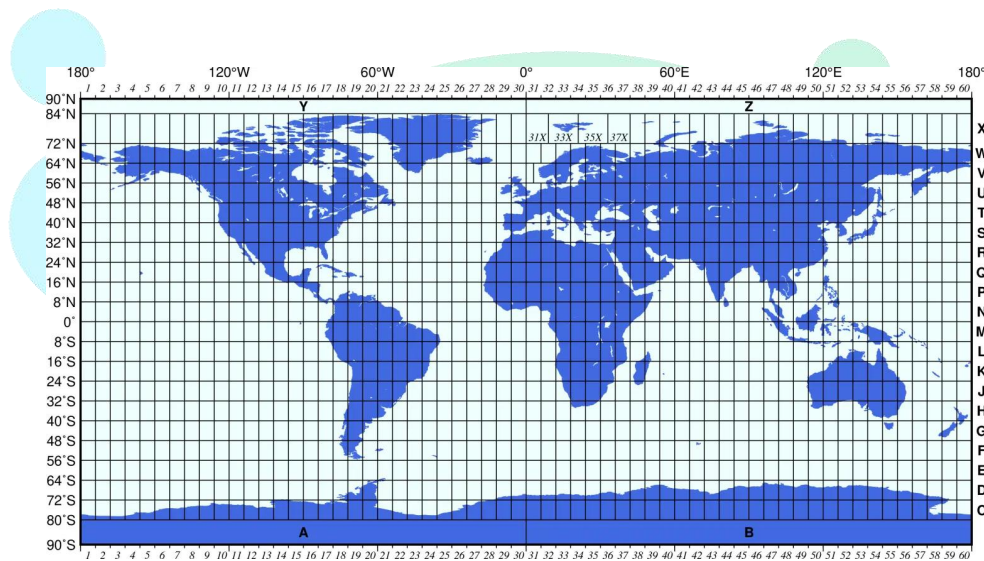 180° 120°W 60°W 0° 60°E 120°E 180°
1 2 3 4 5 6 7 8 9 10 11 12 13 14 15 16 17 18 19 20 21 22 23 24 25 26 27 28 29 30 31 32 33 34 35 36 37 38 39 40 41 42 43 44 45 46 47 48 49 50 51 52 53 54 55 56 57 58 59 60
90°N
Y Z
84°N
X
31X 33X 35X 37X
72°N
W
64°N
V
56°N
U
48°N
T
40°N
S
32°N
R
24°N
Q
16°N
P
8°N
N
0°
M
8°S
L
16°S
K
24°S
J
32°S
H
40°S
G
48°S
F
56°S
E
64°S
D
72°S
C
80°S
A B
90°S
1 2 3 4 5 6 7 8 9 10 11 12 13 14 15 16 17 18 19 20 21 22 23 24 25 26 27 28 29 30 31 32 33 34 35 36 37 38 39 40 41 42 43 44 45 46 47 48 49 50 51 52 53 54 55 56 57 58 59 60